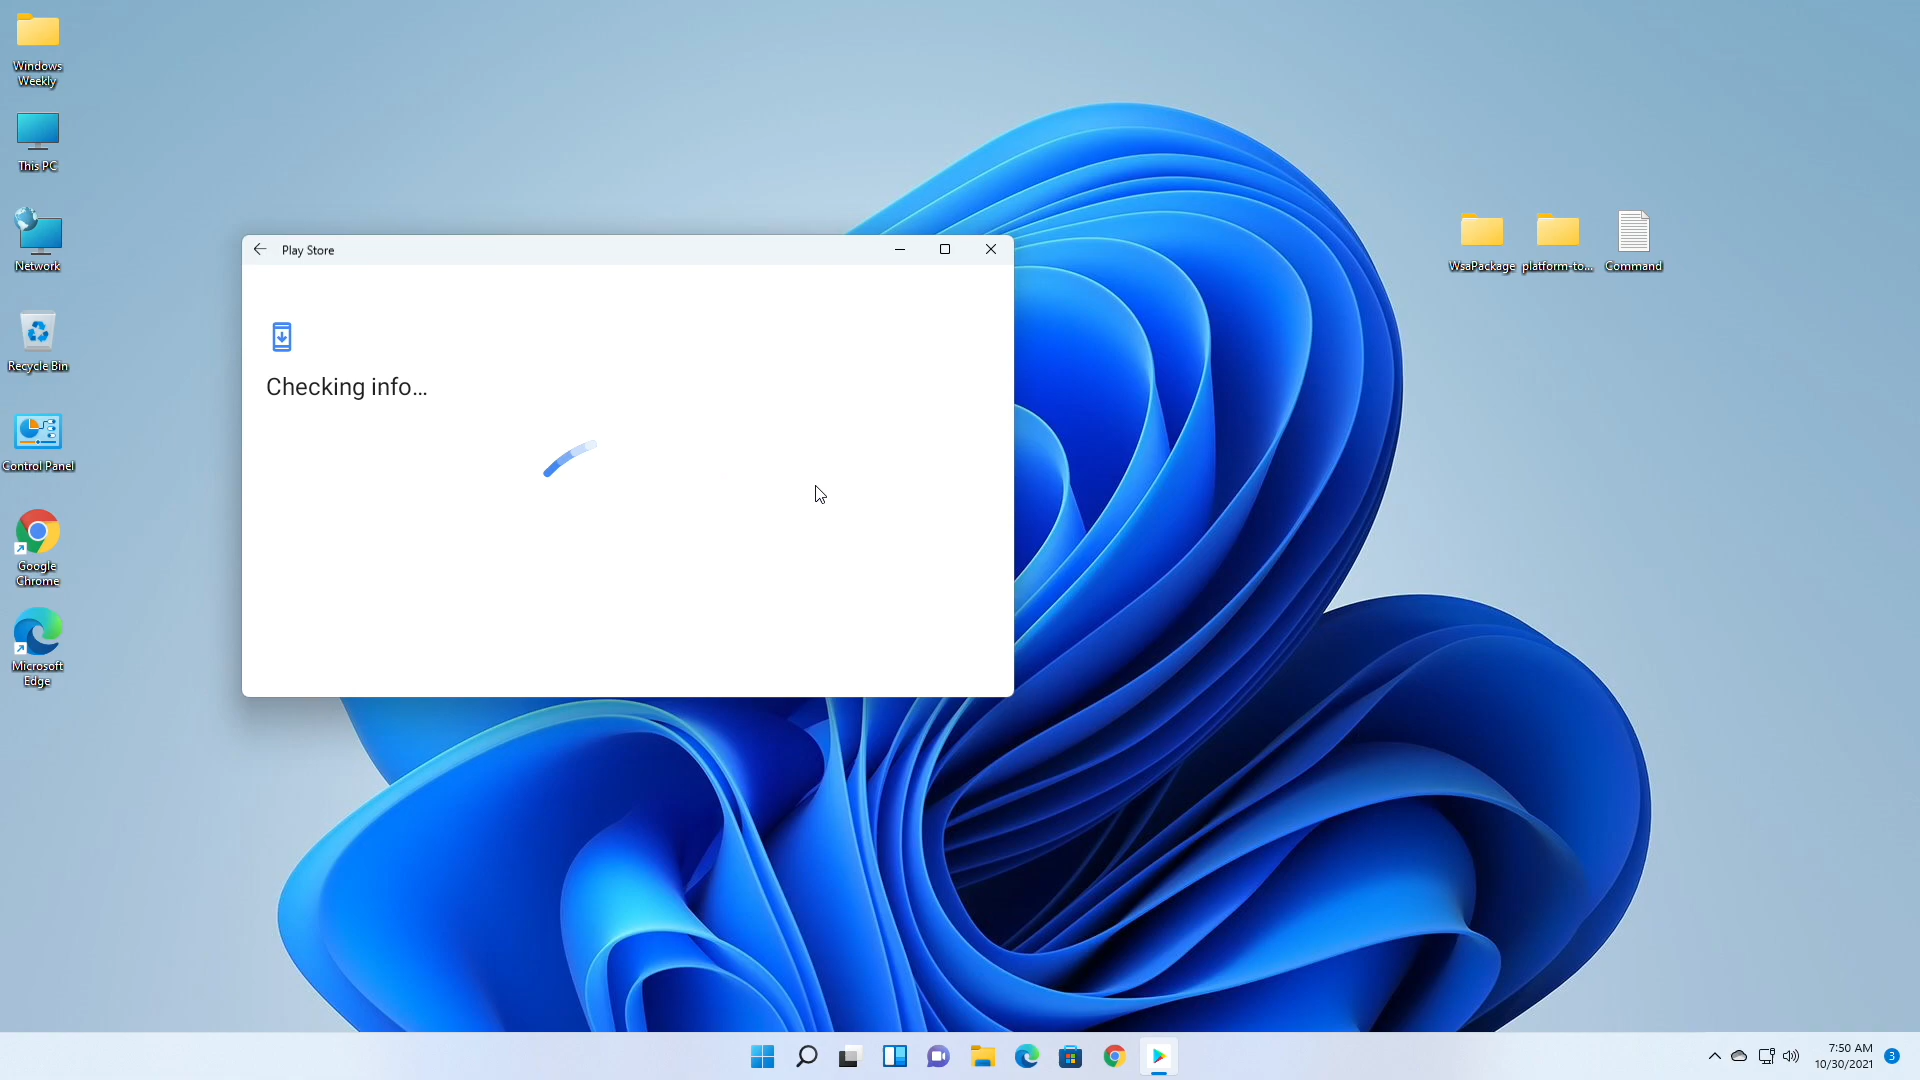 Windows
Weekly
This PC
Network
Recycle Bin
Control Panel
Google
Chrome
Microsoft
Edge
Play Store
Checking info...
WsaPackage
platform-to...
Command
7:50 AM
10/30/2021
3